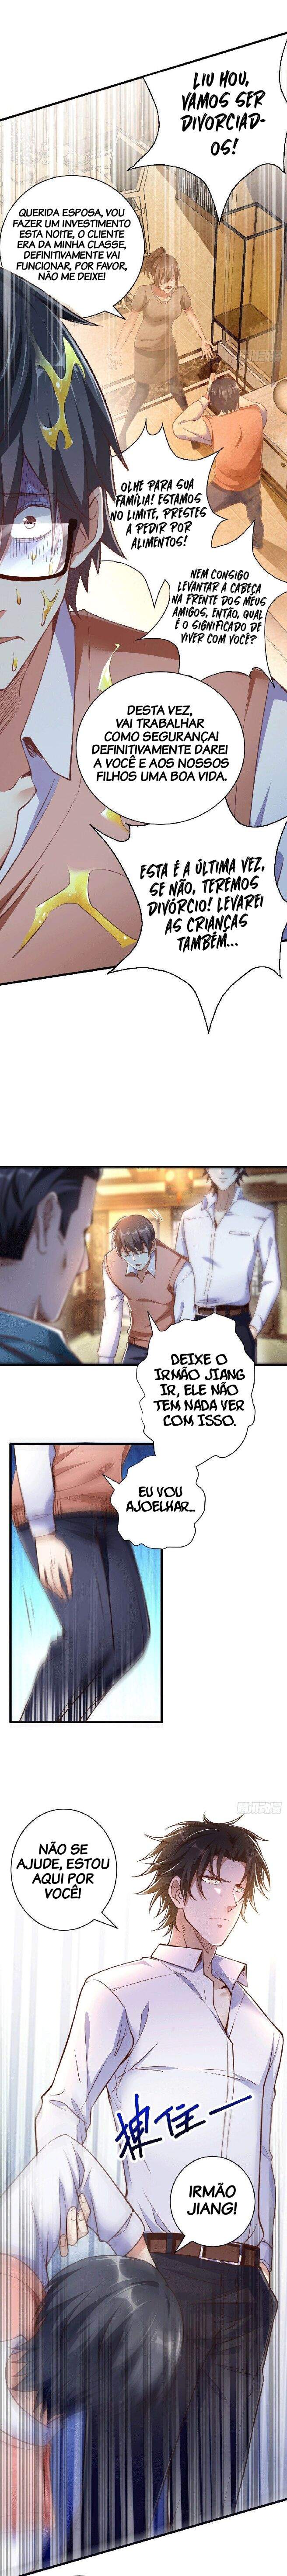 LIU HOU,
VAMOS SER
DIVORCIAD-
OS!
QUERIDA ESPOSA, VOU
FAZER UM INVESTIMENTO
ESTA NOITE, O CLIENTE
ERA DA MINHA CLASSE,
DEFINITIVAMENTE VAI
FUNCIONAR, POR FAVOR,
NÃO ME DEIXE!
OLHE PARA SUA
FAMÍLIA! ESTAMOS
NO LIMITE, PRESTES
A PEDIR POR
ALIMENTOS!
NEM CONSIGO
LEVANTAR A CABEÇA
NA FRENTE DOS MEUS
AMIGOS, ENTÃO, QUAL
É O SIGNIFICADO DE
VIVER COM VOCÊ?
DESTA VEZ,
VAI TRABALHAR
COMO SEGURANÇA!
DEFINITIVAMENTE DAREI
A VOCÊ E AOS NOSSOS
FILHOS UMA BOA VIDA.
ESTA É A ÚLTIMA VEZ,
SE NÃO, TEREMOS
DIVÓRCIO! LEVAREI
AS CRIANÇAS
TAMBÉM...
DEIXE O
IRMÃO JIANG
IR, ELE NÃO
TEM NADA VER
COM ISSO.
EU VOU
AJOELHAR...
NÃO SE
AJUDE, ESTOU
AQUI POR
VOCÊ!
IRMÃO
JIANG!